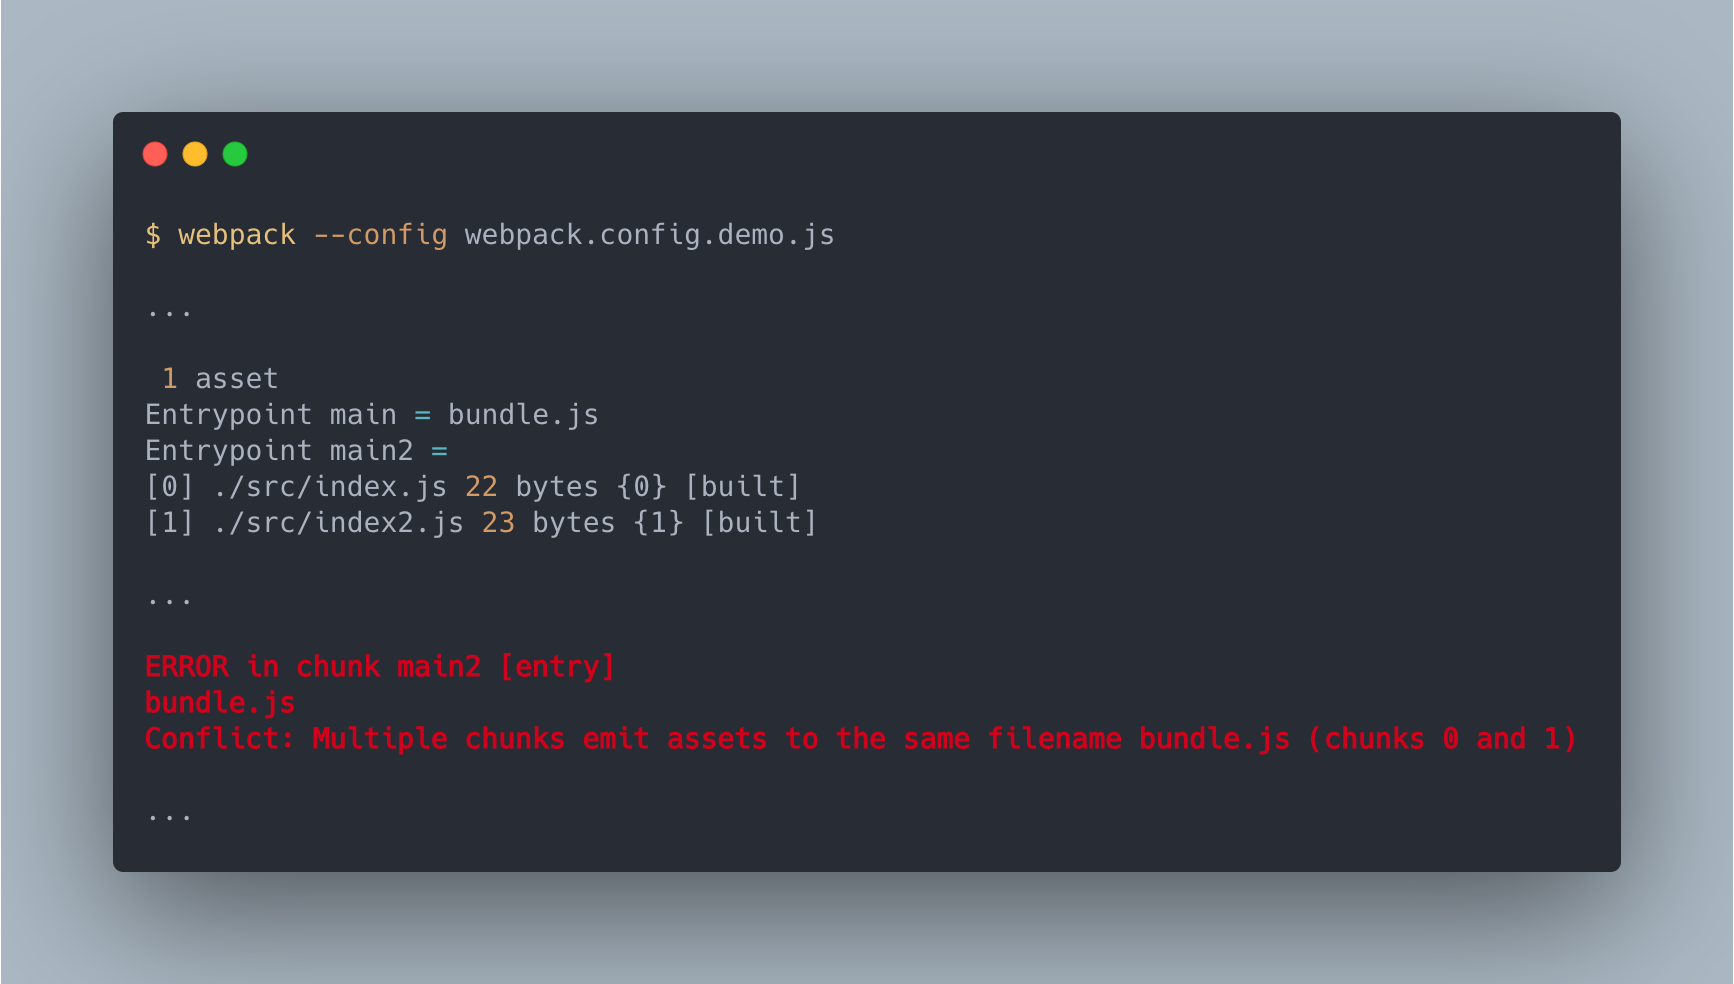 $ webpack --config webpack.config.demo.js
...
1 asset
Entrypoint main = bundle.js
Entrypoint main2 =
[0] ./src/index.js 22 bytes {0} [built]
[1] ./src/index2.js 23 bytes {1} [built]
...
ERROR in chunk main2 [entry]
bundle.js
Conflict: Multiple chunks emit assets to the same filename bundle.js (chunks 0 and 1)
...